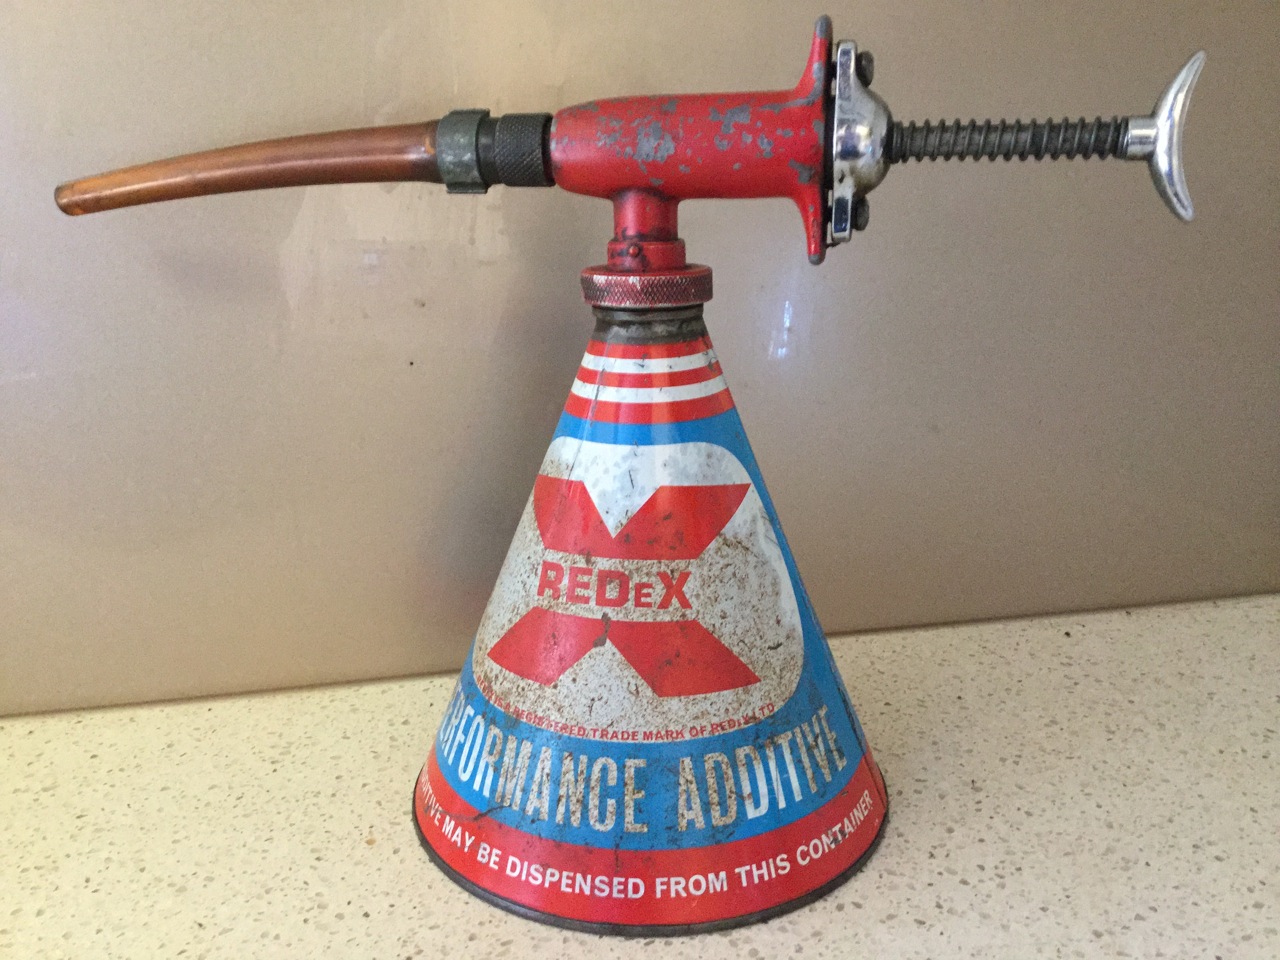 REDeX
REGISTERED TRADE MARK OF REDeX LTD
PERFORMANCE ADDITIVE
MAY BE DISPENSED FROM THIS CONTAINER